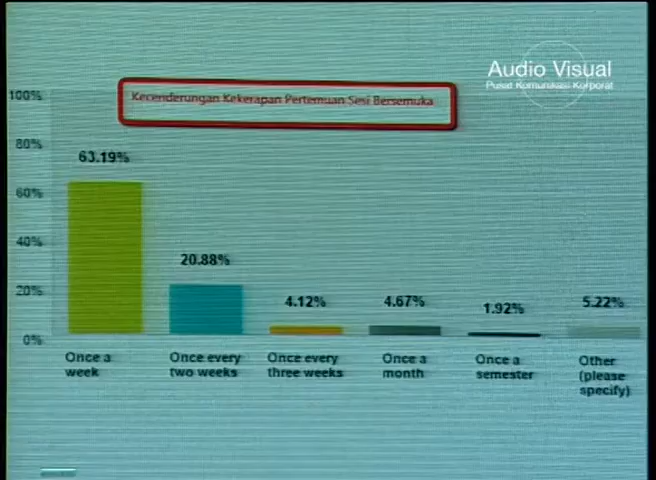 Audio Visual
Pusat Komunikasi Korporat
Kecenderungan Kekerapan Pertemuan Sesi Bersemuka
100%
80%
60%
40%
20%
0%
63.19%
20.88%
4.12%
4.67%
1.92%
5.22%
Once a
week
Once every
two weeks
Once every
three weeks
Once a
month
Once a
semester
Other
(please
specify)